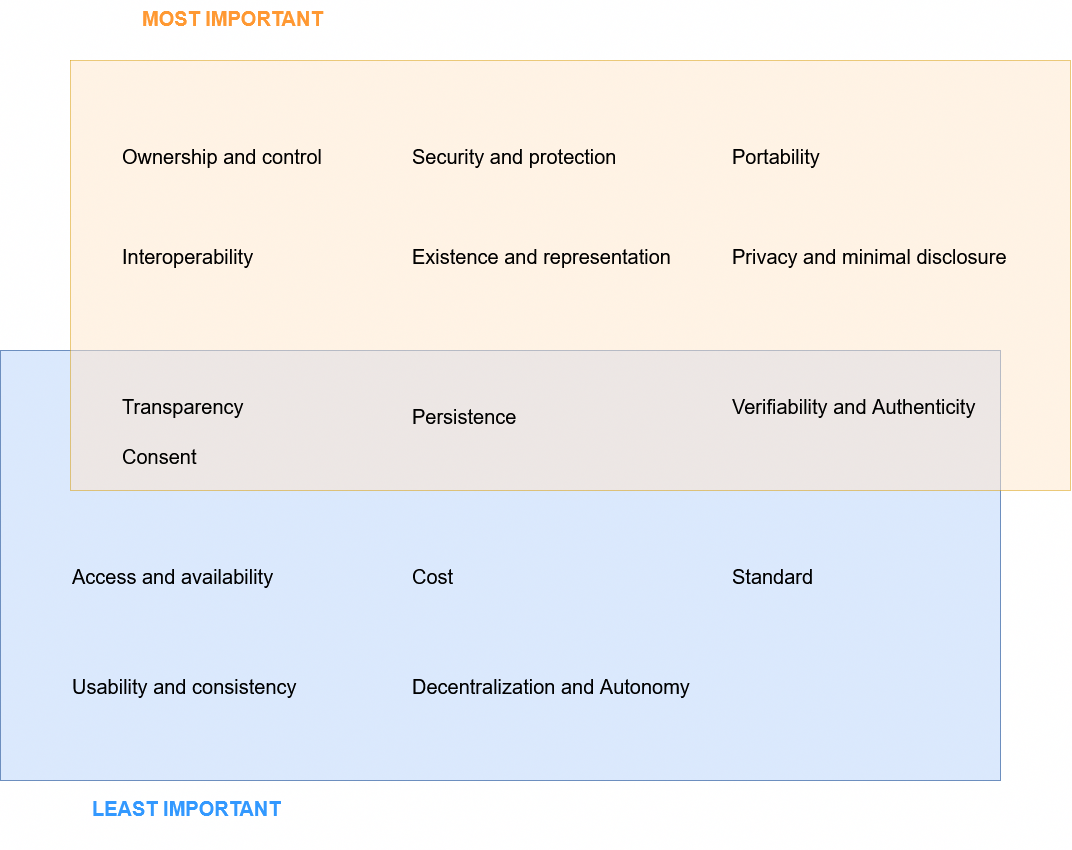 MOST IMPORTANT
Ownership and control
Security and protection
Portability
Interoperability
Existence and representation
Privacy and minimal disclosure
Transparency
Persistence
Verifiability and Authenticity
Consent
Access and availability
Cost
Standard
Usability and consistency
Decentralization and Autonomy
LEAST IMPORTANT